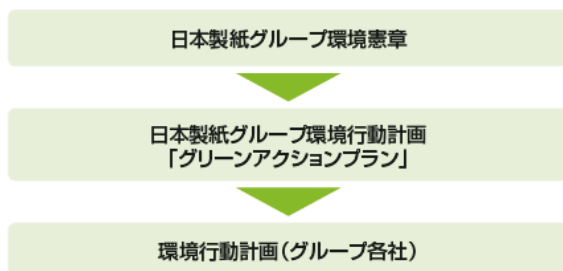 日本製紙グループ環境憲章
日本製紙グループ環境行動計画
「グリーンアクションプラン」
環境行動計画（グループ各社）